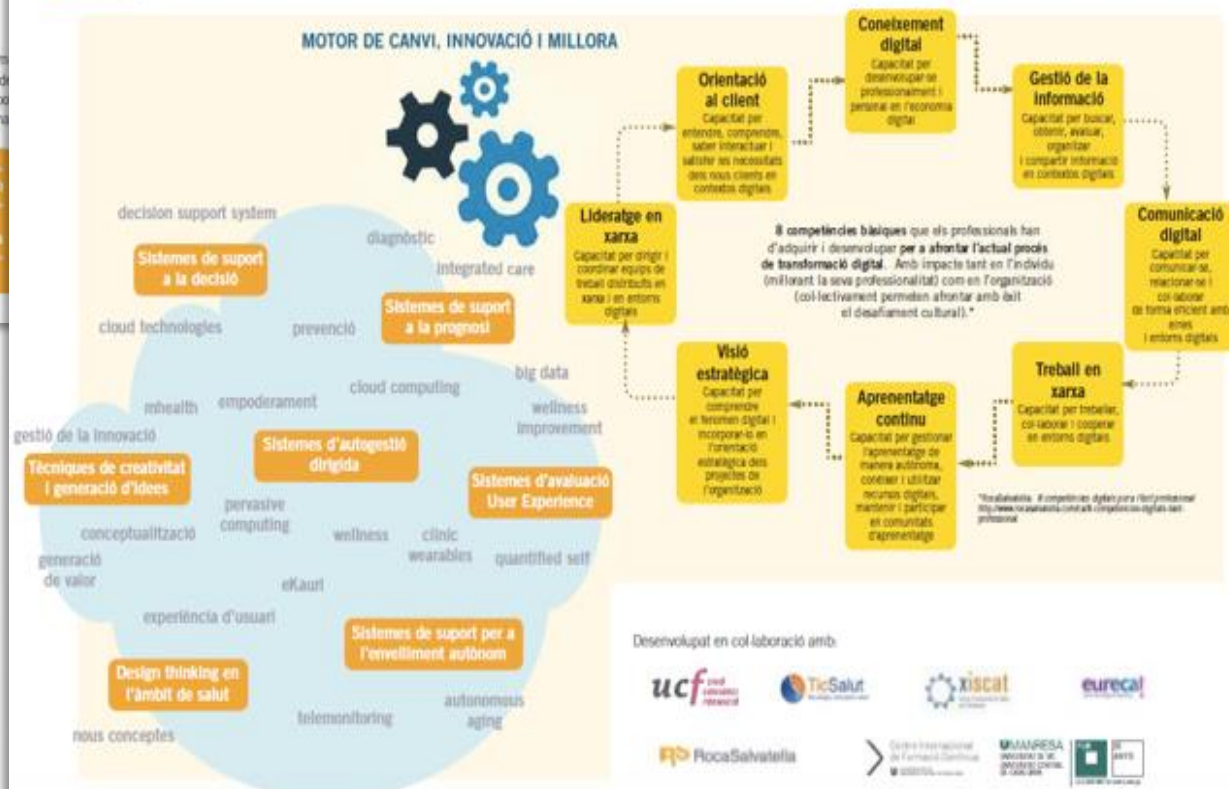 MOTOR DE CANVI, INNOVACIÓ I MILLORA
decision support system
Sistemes de suport
a la decisió
diagnòstic
integrated care
Sistemes de suport
a la prognosi
cloud technologies
prevenció
big data
cloud computing
mhealth
empoderament
wellness
improvement
gestió de la innovació
Sistemes d'autogestió
dirigida
Tècniques de creativitat
i generació d'idees
Sistemes d'avaluació
User Experience
pervasive
computing
conceptualització
wellness
clinic
wearables
quantified self
generació
de valor
eKauri
experiència d'usuari
Sistemes de suport per a
l'envelliment autònom
Design thinking en
l'àmbit de salut
autonomous
aging
telemonitoring
nous conceptes
Lideratge en
xarxa
Capacitat per dirigir i
coordinar equips de
treball distribuïts en
xarxa i en entorns
digitals
Orientació
al client
Capacitat per
entendre, comprendre,
saber interactuar i
satisfer les necessitats
dels nous clients en
contextos digitals
Coneixement
digital
Capacitat per
desenvolupar-se
professionalment i
personal en l'economia
digital
Gestió de la
informació
Capacitat per buscar,
obtenir, avaluar,
organitzar
i compartir informació
en contextos digitals
Comunicació
digital
Capacitat per
comunicar-se,
relacionar-se i
col·laborar
de forma eficient amb
eines
i entorns digitals
Treball en
xarxa
Capacitat per treballar,
col·laborar i cooperar
en entorns digitals
Aprenentatge
continu
Capacitat per gestionar
l'aprenentatge de
manera autònoma,
conèixer i utilitzar
recursos digitals,
mantenir i participar
en comunitats
d'aprenentatge
Visió
estratègica
Capacitat per
comprendre
el fenomen digital i
incorporar-lo en
l'orientació
estratègica dels
projectes de
l'organització
8 competències bàsiques que els professionals han
d'adquirir i desenvolupar per a afrontar l'actual procés
de transformació digital. Amb impacte tant en l'individu
(millorant la seva professionalitat) com en l'organització
(col·lectivament permeten afrontar amb èxit
el desafiament cultural).*
Desenvolupat en col·laboració amb:
ucf
TicSalut
xiscat
eurecat
RocaSalvatella
Centre Internacional
de Formació Contínua
UMANRESA